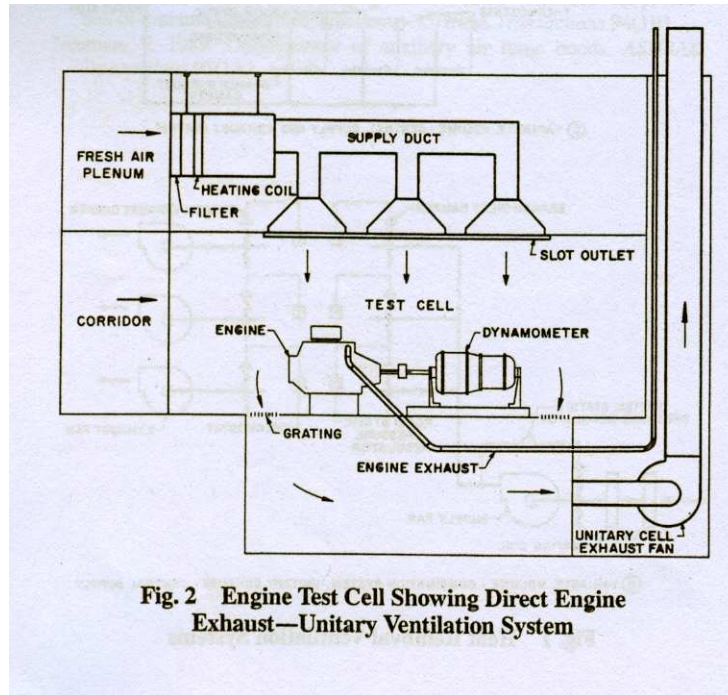 SUPPLY DUCT
FRESH AIR
PLENUM
HEATING COIL
FILTER
SLOT OUTLET
TEST CELL
CORRIDOR
ENGINE
DYNAMOMETER
GRATING
ENGINE EXHAUST
UNITARY CELL
EXHAUST FAN
Fig. 2 Engine Test Cell Showing Direct Engine
Exhaust—Unitary Ventilation System